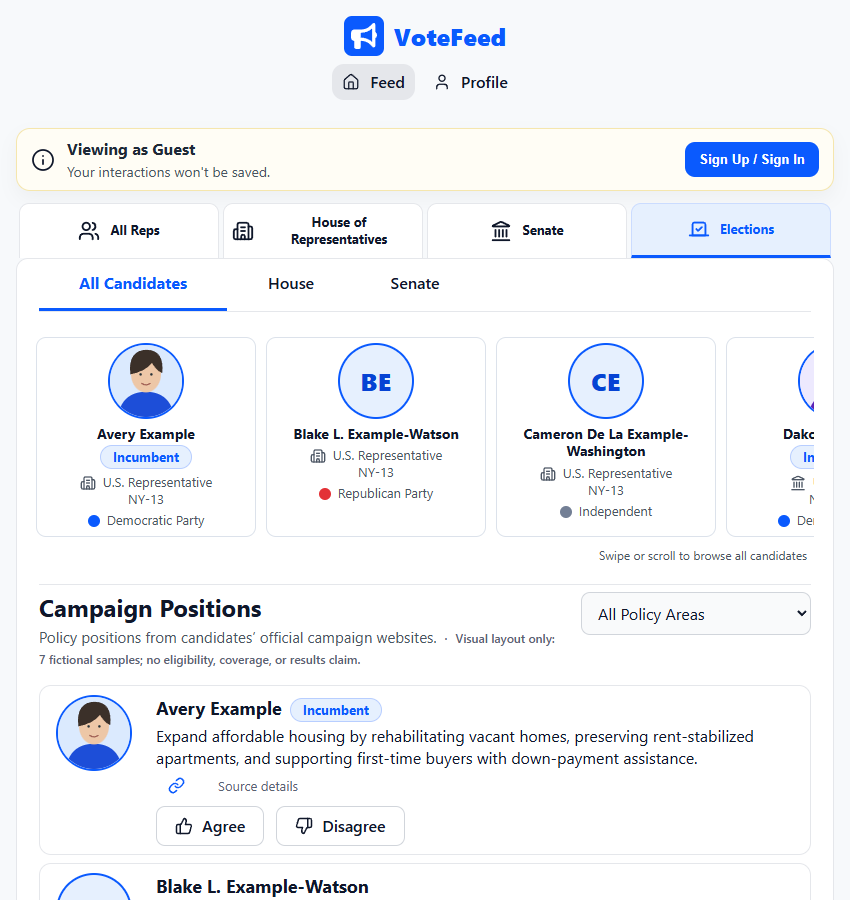 VoteFeed
Feed
Profile
Viewing as Guest
Your interactions won't be saved.
Sign Up / Sign In
All Reps
House of
Representatives
Senate
Elections
All Candidates
House
Senate
Avery Example
Incumbent
U.S. Representative
NY-13
Democratic Party
BE
Blake L. Example-Watson
U.S. Representative
NY-13
Republican Party
CE
Cameron De La Example-
Washington
U.S. Representative
NY-13
Independent
Swipe or scroll to browse all candidates
Campaign Positions
All Policy Areas
Policy positions from candidates’ official campaign websites. · Visual layout only:
7 fictional samples; no eligibility, coverage, or results claim.
Avery Example
Incumbent
Expand affordable housing by rehabilitating vacant homes, preserving rent-stabilized
apartments, and supporting first-time buyers with down-payment assistance.
Source details
Agree
Disagree
Blake L. Example-Watson